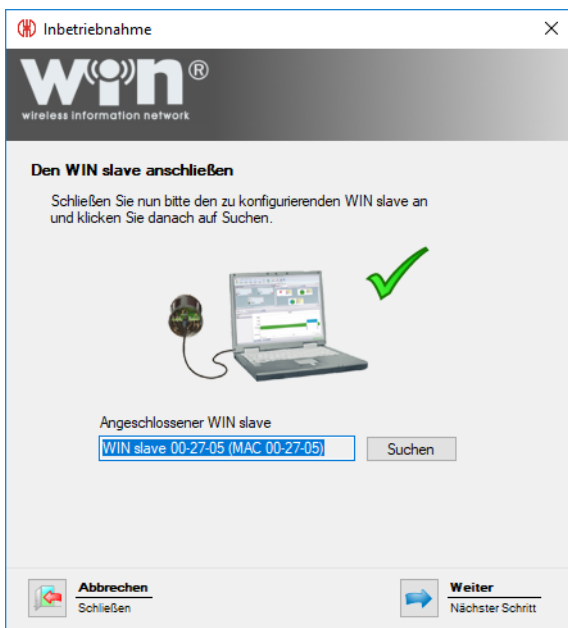 Inbetriebnahme
win®
wireless information network
Den WIN slave anschließen
Schließen Sie nun bitte den zu konfigurierenden WIN slave an
und klicken Sie danach auf Suchen.
Angeschlossener WIN slave
WIN slave 00-27-05 (MAC 00-27-05)
Suchen
Abbrechen
Schließen
Weiter
Nächster Schritt